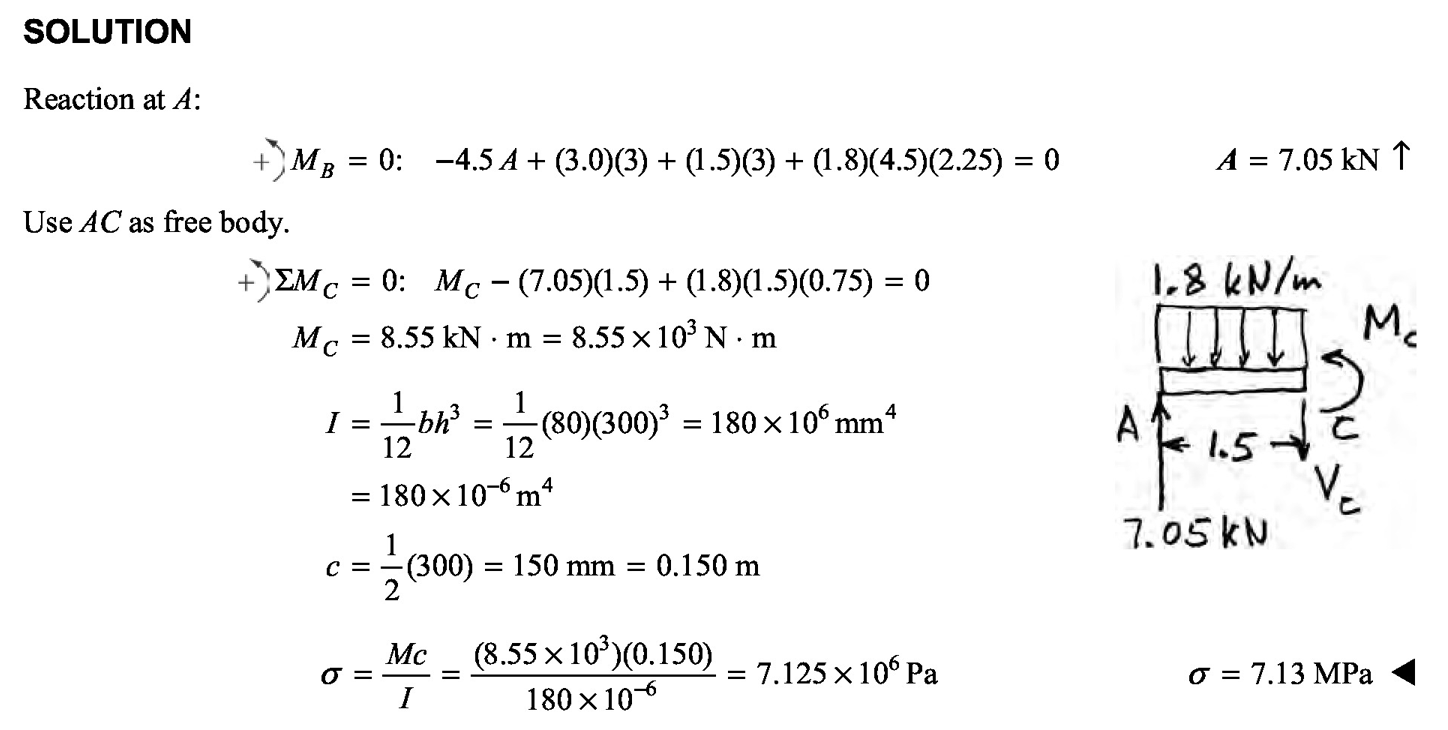 SOLUTION
Reaction at A:
+) M_B = 0: −4.5 A + (3.0)(3) + (1.5)(3) + (1.8)(4.5)(2.25) = 0 A = 7.05 kN ↑
Use AC as free body.
+) ΣM_C = 0: M_C − (7.05)(1.5) + (1.8)(1.5)(0.75) = 0
M_C = 8.55 kN · m = 8.55 × 10³ N · m
I = 1/12 bh³ = 1/12 (80)(300)³ = 180 × 10⁶ mm⁴
= 180 × 10⁻⁶ m⁴
c = 1/2 (300) = 150 mm = 0.150 m
σ = Mc/I = (8.55 × 10³)(0.150)/180 × 10⁻⁶ = 7.125 × 10⁶ Pa σ = 7.13 MPa ◀
1.8 kN/m
M_c
A
C
1.5
V_c
7.05 kN